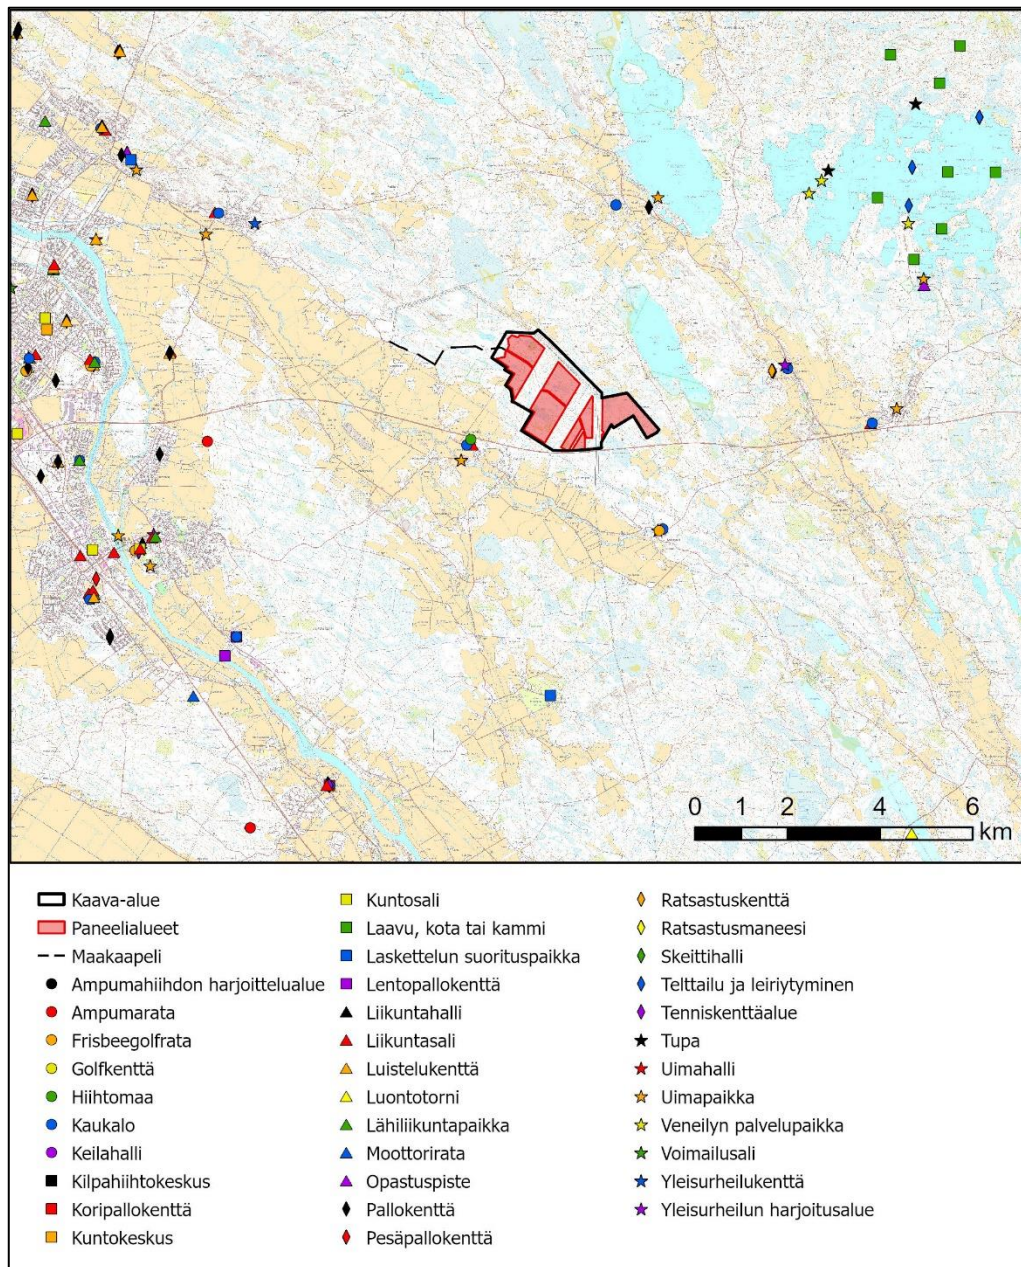 0 1 2 4 6
km
Kaava-alue
Paneelialueet
Maakaapeli
Ampumahiihdon harjoittelualue
Ampumarata
Frisbeegolfrata
Golfkenttä
Hiihtomaa
Kaukalo
Keilahalli
Kilpahiihtokeskus
Koripallokenttä
Kuntokeskus
Kuntosali
Laavu, kota tai kammi
Laskettelun suorituspaikka
Lentopallokenttä
Liikuntahalli
Liikuntasali
Luistelukenttä
Luontotorni
Lähiliikuntapaikka
Moottorirata
Opastuspiste
Pallokenttä
Pesäpallokenttä
Ratsastuskenttä
Ratsastusmaneesi
Skeittihalli
Telttailu ja leiriytyminen
Tenniskenttäalue
Tupa
Uimahalli
Uimapaikka
Veneilyn palvelupaikka
Voimailusali
Yleisurheilukenttä
Yleisurheilun harjoitusalue